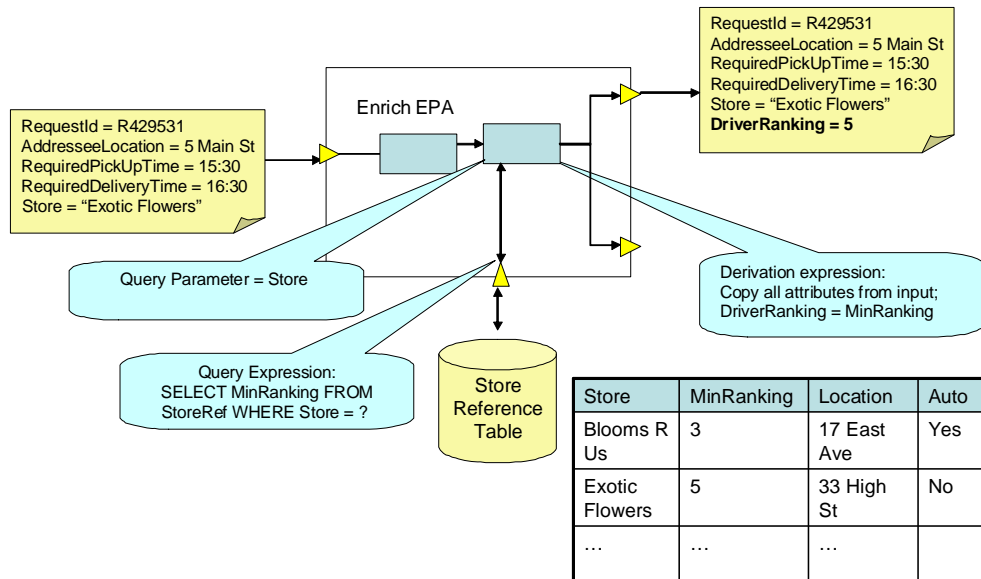 RequestId = R429531
AddresseeLocation = 5 Main St
RequiredPickUpTime = 15:30
RequiredDeliveryTime = 16:30
Store = “Exotic Flowers”
DriverRanking = 5
Enrich EPA
RequestId = R429531
AddresseeLocation = 5 Main St
RequiredPickUpTime = 15:30
RequiredDeliveryTime = 16:30
Store = “Exotic Flowers”
Query Parameter = Store
Derivation expression:
Copy all attributes from input;
DriverRanking = MinRanking
Query Expression:
SELECT MinRanking FROM
StoreRef WHERE Store = ?
Store
Reference
Table
Store MinRanking Location Auto
Blooms R 3 17 East Yes
Us Ave
Exotic 5 33 High No
Flowers St
… … …